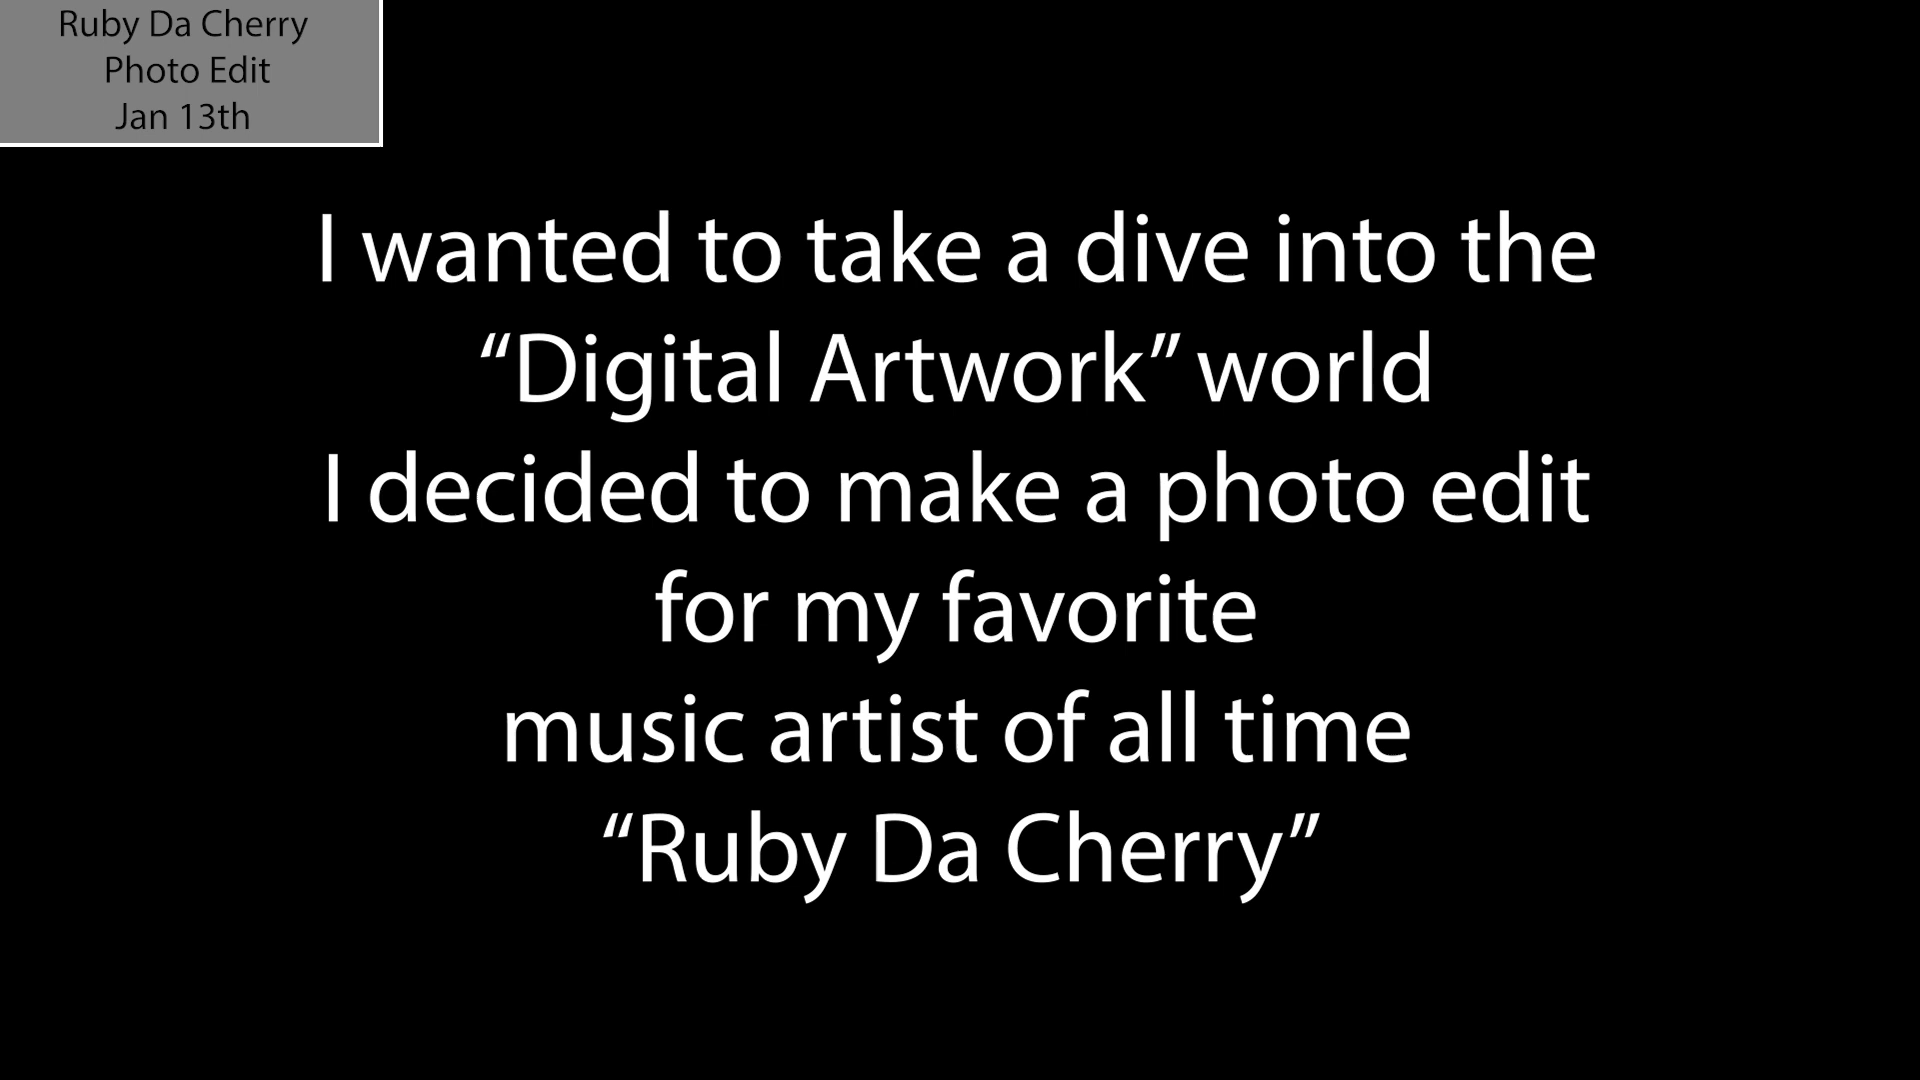 Ruby Da Cherry
Photo Edit
Jan 13th
I wanted to take a dive into the
“Digital Artwork” world
I decided to make a photo edit
for my favorite
music artist of all time
“Ruby Da Cherry”